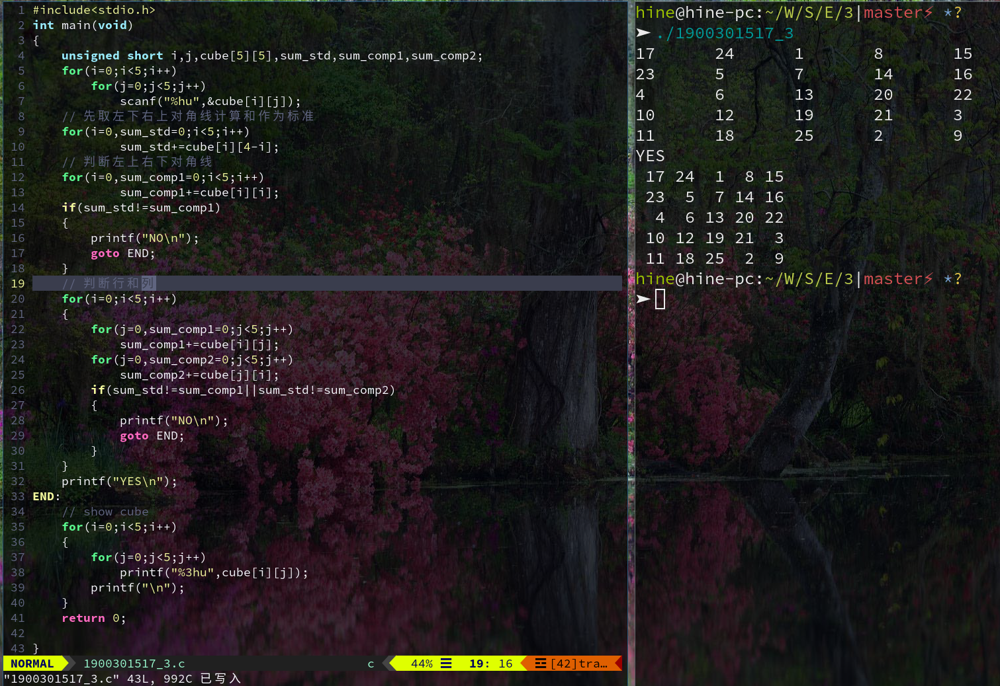 1 #include<stdio.h>
2 int main(void)
3 {
4     unsigned short i,j,cube[5][5],sum_std,sum_comp1,sum_comp2;
5     for(i=0;i<5;i++)
6         for(j=0;j<5;j++)
7             scanf("%hu",&cube[i][j]);
8     // 先取左下右上对角线计算和作为标准
9     for(i=0,sum_std=0;i<5;i++)
10             sum_std+=cube[i][4-i];
11     // 判断左上右下对角线
12     for(i=0,sum_comp1=0;i<5;i++)
13             sum_comp1+=cube[i][i];
14     if(sum_std!=sum_comp1)
15     {
16         printf("NO\n");
17         goto END;
18     }
19     // 判断行和列
20     for(i=0;i<5;i++)
21     {
22         for(j=0,sum_comp1=0;j<5;j++)
23             sum_comp1+=cube[i][j];
24         for(j=0,sum_comp2=0;j<5;j++)
25             sum_comp2+=cube[j][i];
26         if(sum_std!=sum_comp1||sum_std!=sum_comp2)
27         {
28             printf("NO\n");
29             goto END;
30         }
31     }
32     printf("YES\n");
33 END:
34     // show cube
35     for(i=0;i<5;i++)
36     {
37         for(j=0;j<5;j++)
38             printf("%3hu",cube[i][j]);
39         printf("\n");
40     }
41     return 0;
42
43 }
NORMAL 1900301517_3.c c 44% ☰ 19: 16 ☲ [42]tra…
"1900301517_3.c" 43L, 992C 已写入
hine@hine-pc:~/W/S/E/3|master⚡ *?
➤ ./1900301517_3
17      24      1       8       15
23      5       7       14      16
4       6       13      20      22
10      12      19      21      3
11      18      25      2       9
YES
 17 24  1  8 15
 23  5  7 14 16
  4  6 13 20 22
 10 12 19 21  3
 11 18 25  2  9
hine@hine-pc:~/W/S/E/3|master⚡ *?
➤